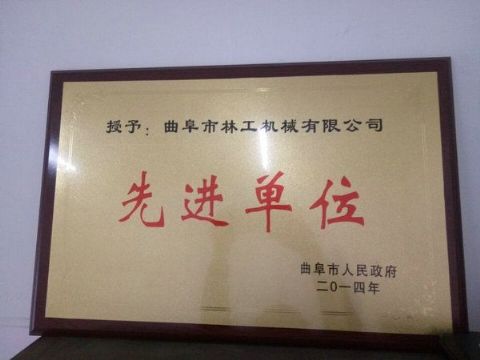 授予：曲阜市林工机械有限公司
先进单位
曲阜市人民政府
二〇一四年